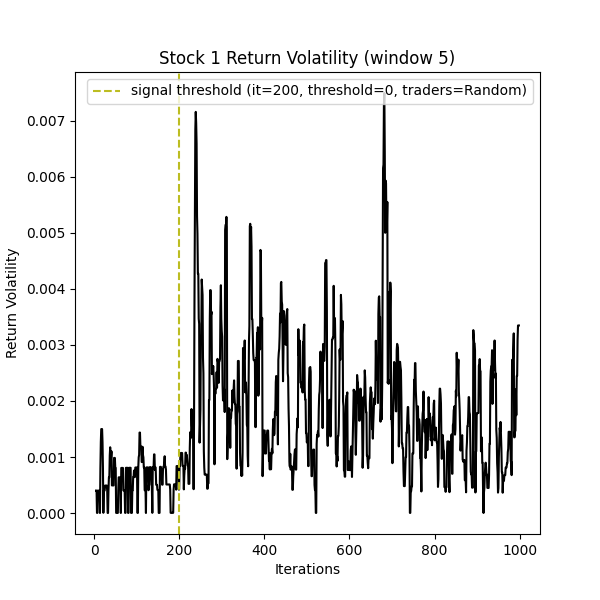 Stock 1 Return Volatility (window 5)
signal threshold (it=200, threshold=0, traders=Random)
0.007
0.006
0.005
0.004
0.003
0.002
0.001
0.000
Return Volatility
0 200 400 600 800 1000
Iterations